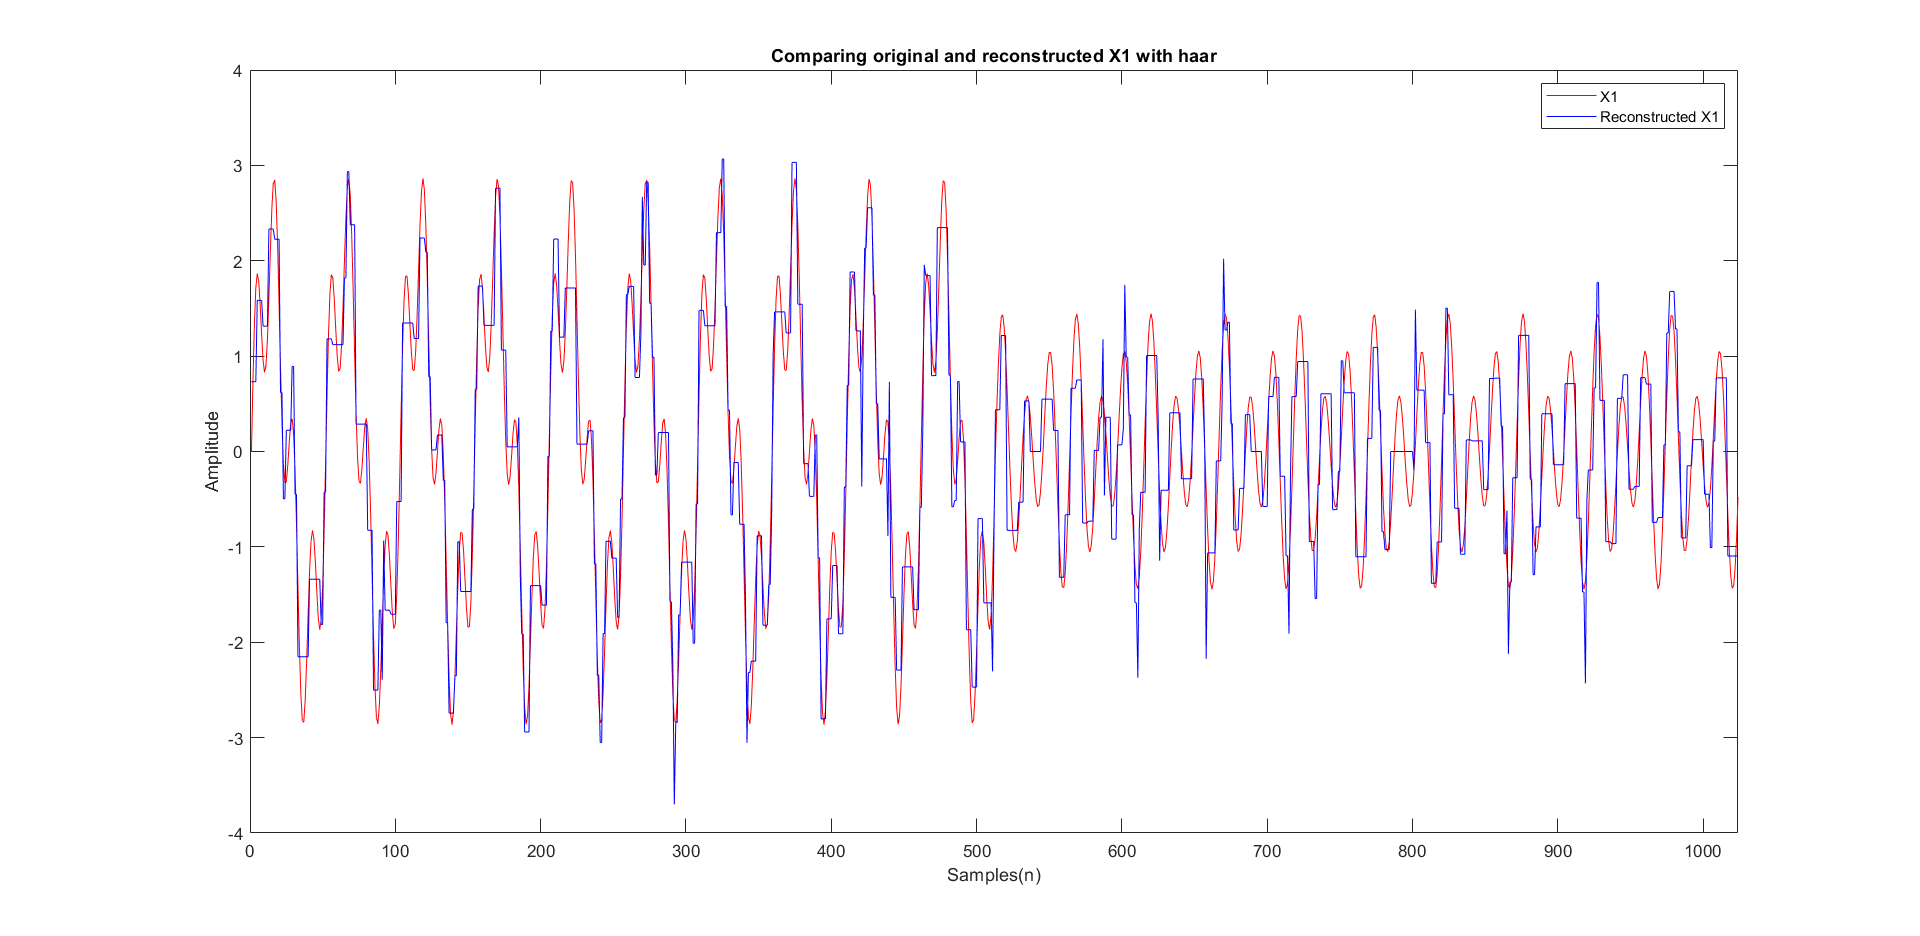 Comparing original and reconstructed X1 with haar
X1
Reconstructed X1
4
3
2
1
0
-1
-2
-3
-4
Amplitude
0 100 200 300 400 500 600 700 800 900 1000
Samples(n)